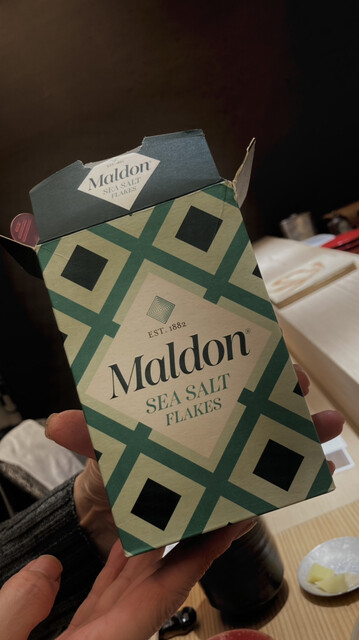 Maldon
SEA SALT
FLAKES
EST. 1882
Maldon®
SEA SALT
FLAKES